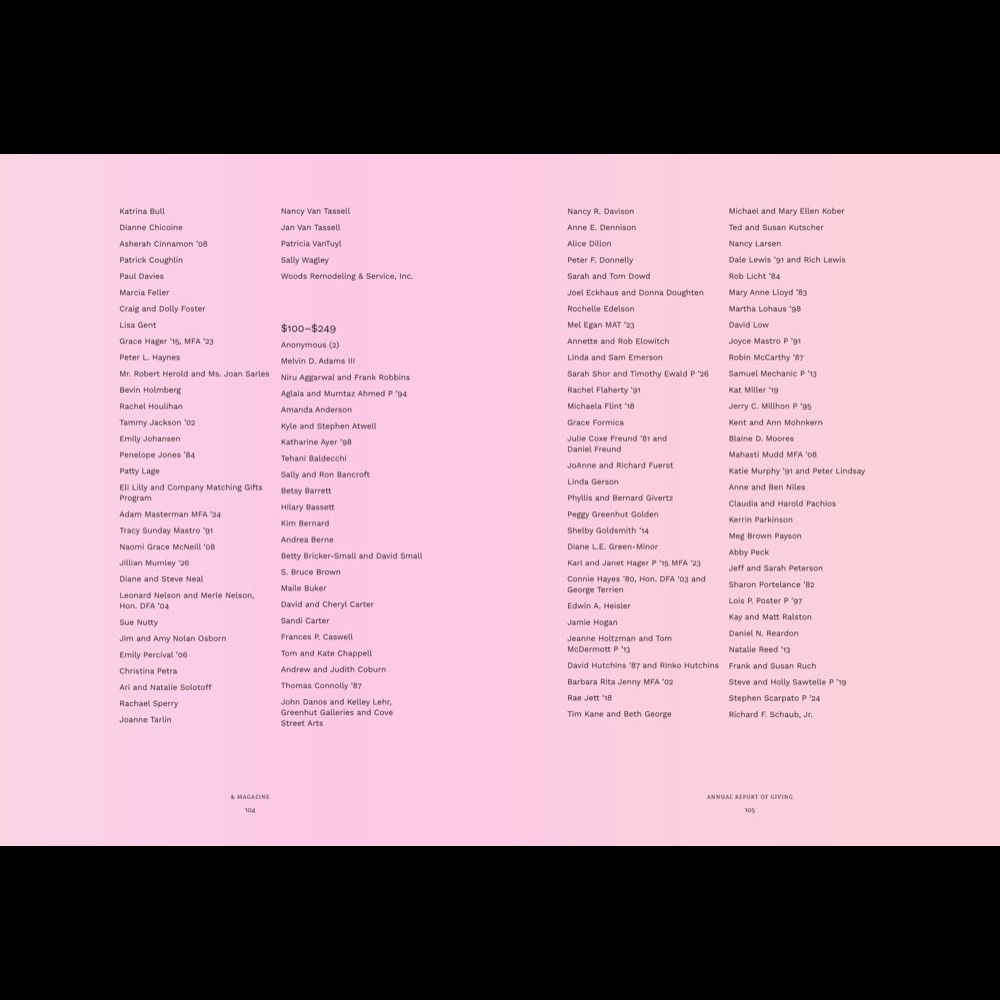 Katrina Bull
Dianne Chicoine
Asherah Cinnamon '08
Patrick Coughlin
Paul Davies
Marcia Feller
Craig and Dolly Foster
Lisa Gent
Grace Hager '15, MFA '23
Peter L. Haynes
Mr. Robert Herold and Ms. Joan Sarles
Bevin Holmberg
Rachel Houlihan
Tammy Jackson '02
Emily Johansen
Penelope Jones '84
Patty Lage
Eli Lilly and Company Matching Gifts
Program
Adam Masterman MFA '24
Tracy Sunday Mastro '91
Naomi Grace McNeill '08
Jillian Mumley '26
Diane and Steve Neal
Leonard Nelson and Merle Nelson,
Hon. DFA '04
Sue Nutty
Jim and Amy Nolan Osborn
Emily Percival '06
Christina Petra
Ari and Natalie Solotoff
Rachael Sperry
Joanne Tarlin
Nancy Van Tassell
Jan Van Tassell
Patricia VanTuyl
Sally Wagley
Woods Remodeling & Service, Inc.
$100–$249
Anonymous (2)
Melvin D. Adams III
Niru Aggarwal and Frank Robbins
Aglaia and Mumtaz Ahmed P '94
Amanda Anderson
Kyle and Stephen Atwell
Katharine Ayer '98
Tehani Baldecchi
Sally and Ron Bancroft
Betsy Barrett
Hilary Bassett
Kim Bernard
Andrea Berne
Betty Bricker-Small and David Small
S. Bruce Brown
Maile Buker
David and Cheryl Carter
Sandi Carter
Frances P. Caswell
Tom and Kate Chappell
Andrew and Judith Coburn
Thomas Connolly '87
John Danos and Kelley Lehr,
Greenhut Galleries and Cove
Street Arts
& MAGAZINE
104
Nancy R. Davison
Anne E. Dennison
Alice Dillon
Peter F. Donnelly
Sarah and Tom Dowd
Joel Eckhaus and Donna Doughten
Rochelle Edelson
Mel Egan MAT '23
Annette and Rob Elowitch
Linda and Sam Emerson
Sarah Shor and Timothy Ewald P '26
Rachel Flaherty '91
Michaela Flint '18
Grace Formica
Julie Coxe Freund '81 and
Daniel Freund
JoAnne and Richard Fuerst
Linda Gerson
Phyllis and Bernard Givertz
Peggy Greenhut Golden
Shelby Goldsmith '14
Diane L.E. Green-Minor
Karl and Janet Hager P '15 MFA '23
Connie Hayes '80, Hon. DFA '03 and
George Terrien
Edwin A. Heisler
Jamie Hogan
Jeanne Holtzman and Tom
McDermott P '13
David Hutchins '87 and Rinko Hutchins
Barbara Rita Jenny MFA '02
Rae Jett '18
Tim Kane and Beth George
Michael and Mary Ellen Kober
Ted and Susan Kutscher
Nancy Larsen
Dale Lewis '91 and Rich Lewis
Rob Licht '84
Mary Anne Lloyd '83
Martha Lohaus '98
David Low
Joyce Mastro P '91
Robin McCarthy '87
Samuel Mechanic P '13
Kat Miller '19
Jerry C. Millhon P '95
Kent and Ann Mohnkern
Blaine D. Moores
Mahasti Mudd MFA '08
Katie Murphy '91 and Peter Lindsay
Anne and Ben Niles
Claudia and Harold Pachios
Kerrin Parkinson
Meg Brown Payson
Abby Peck
Jeff and Sarah Peterson
Sharon Portelance '82
Lois P. Poster P '97
Kay and Matt Ralston
Daniel N. Reardon
Natalie Reed '13
Frank and Susan Ruch
Steve and Holly Sawtelle P '19
Stephen Scarpato P '24
Richard F. Schaub, Jr.
ANNUAL REPORT OF GIVING
105